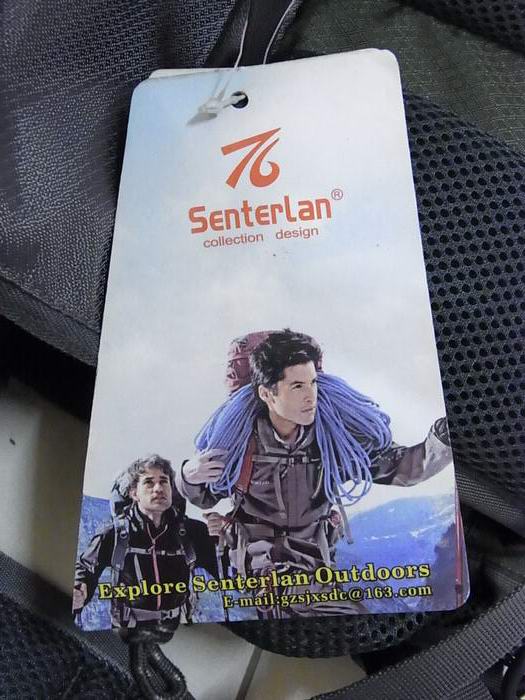 Senterlan®
collection design
Explore Senterlan Outdoors
E-mail:gzsjxsdc@163.com